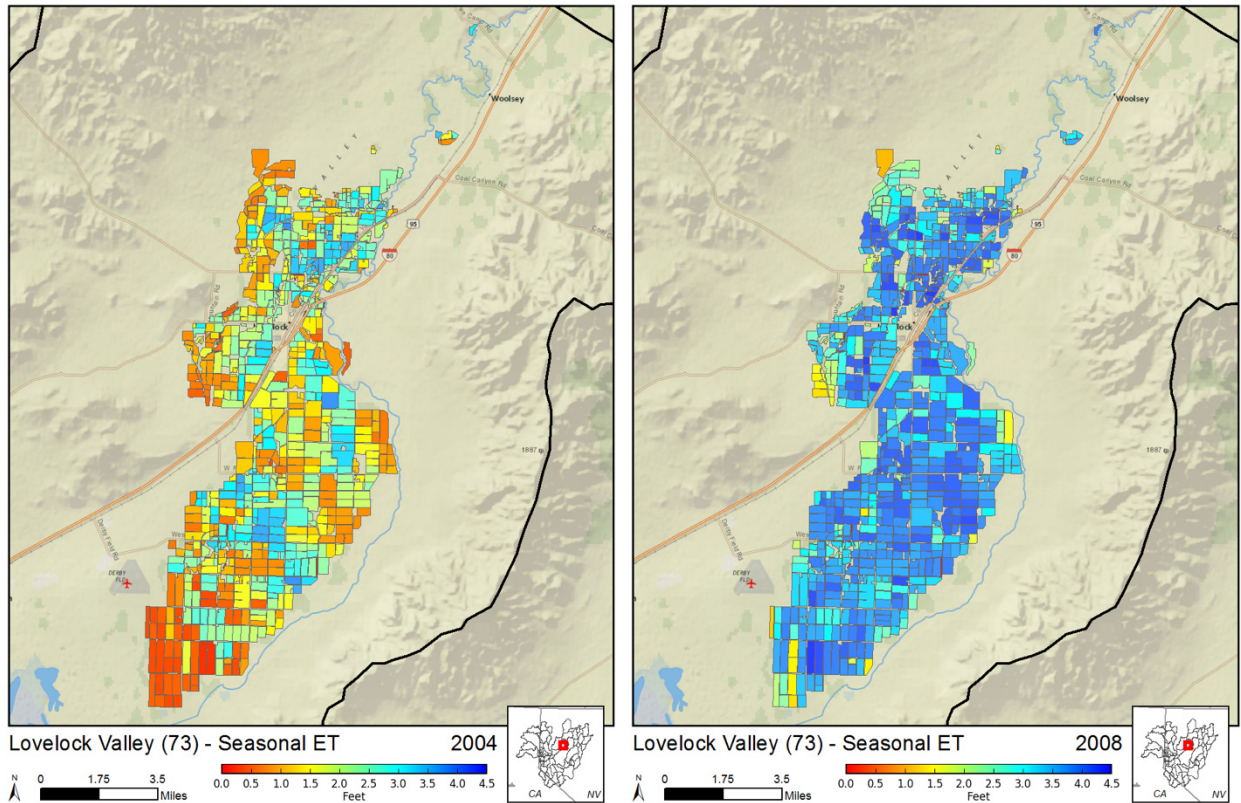 Woolsey
Coal Canyon Rd
A L L E Y
95
80
lock
1887
Derby Field Rd
DERBY
FLD
Lovelock Valley (73) - Seasonal ET 2004
N
0 1.75 3.5
Miles
0.0 0.5 1.0 1.5 2.0 2.5 3.0 3.5 4.0 4.5
Feet
CA NV
Woolsey
Coal Canyon Rd
A L L E Y
95
80
lock
1887
Derby Field Rd
DERBY
FLD
Lovelock Valley (73) - Seasonal ET 2008
N
0 1.75 3.5
Miles
0.0 0.5 1.0 1.5 2.0 2.5 3.0 3.5 4.0 4.5
Feet
CA NV